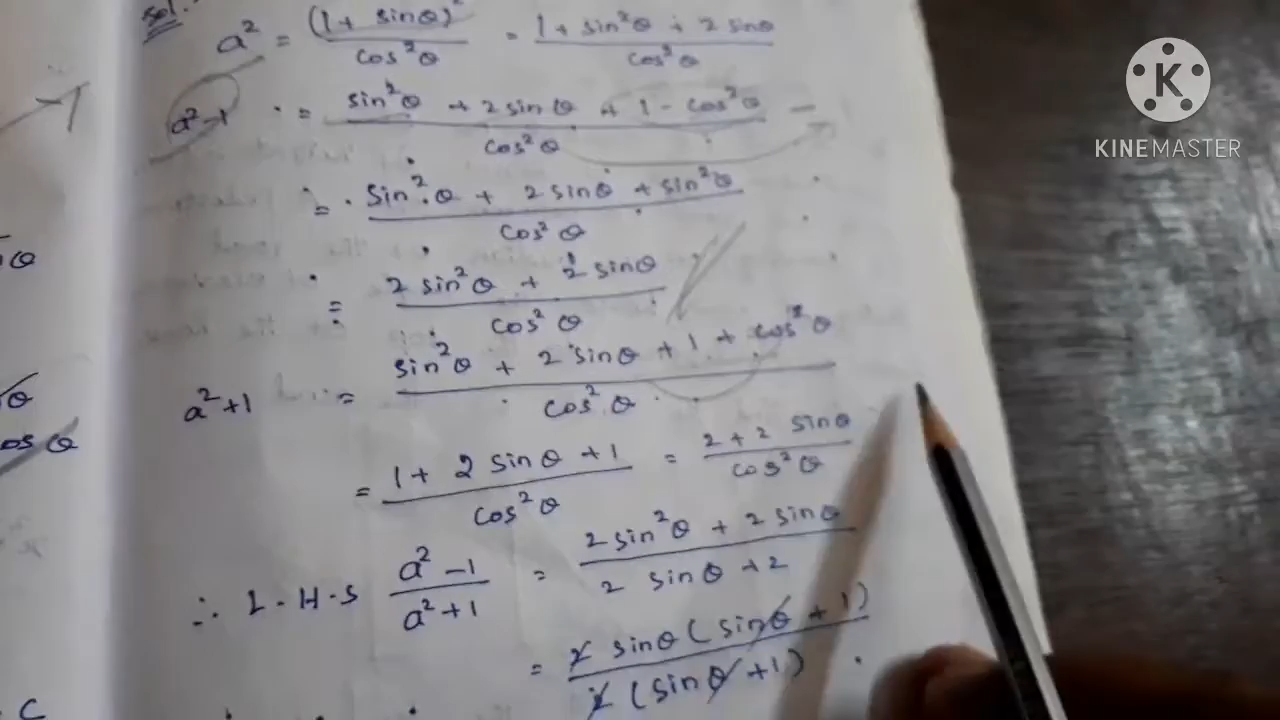 Sol.
a² = (1 + sinθ)² / cos²θ = 1 + sin²θ + 2 sinθ / cos²θ
a² - 1 = sin²θ + 2 sinθ + 1 - cos²θ / cos²θ
= sin²θ + 2 sinθ + sin²θ / cos²θ
= 2 sin²θ + 2 sinθ / cos²θ
a² + 1 = sin²θ + 2 sinθ + 1 + cos²θ / cos²θ
= 1 + 2 sinθ + 1 / cos²θ = 2 + 2 sinθ / cos²θ
∴ L.H.S a² - 1 / a² + 1 = 2 sin²θ + 2 sinθ / 2 sinθ + 2
= 2 sinθ (sinθ + 1) / 2 (sinθ + 1)
K
KINEMASTER